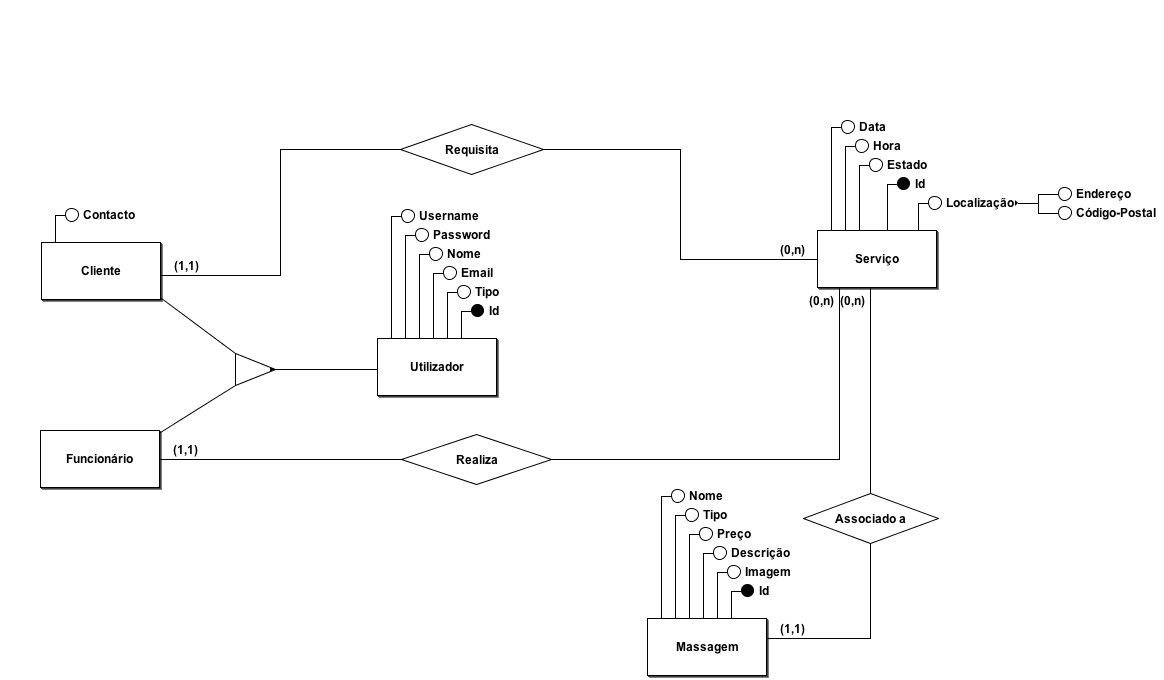 Requisita
Data
Hora
Estado
Id
Localização
Endereço
Código-Postal
Contacto
Cliente
(1,1)
Username
Password
Nome
Email
Tipo
Id
Utilizador
(0,n)
Serviço
(0,n)
(0,n)
Funcionário
(1,1)
Realiza
Associado a
Nome
Tipo
Preço
Descrição
Imagem
Id
Massagem
(1,1)